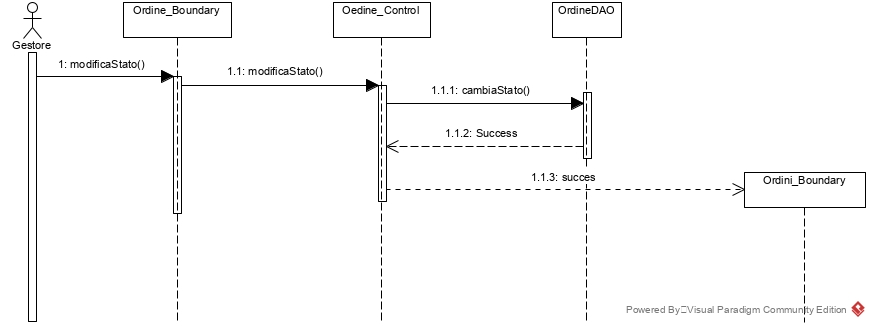 Ordine_Boundary
Oedine_Control
OrdineDAO
Gestore
1: modificaStato()
1.1: modificaStato()
1.1.1: cambiaStato()
1.1.2: Success
1.1.3: succes
Ordini_Boundary
Powered By Visual Paradigm Community Edition